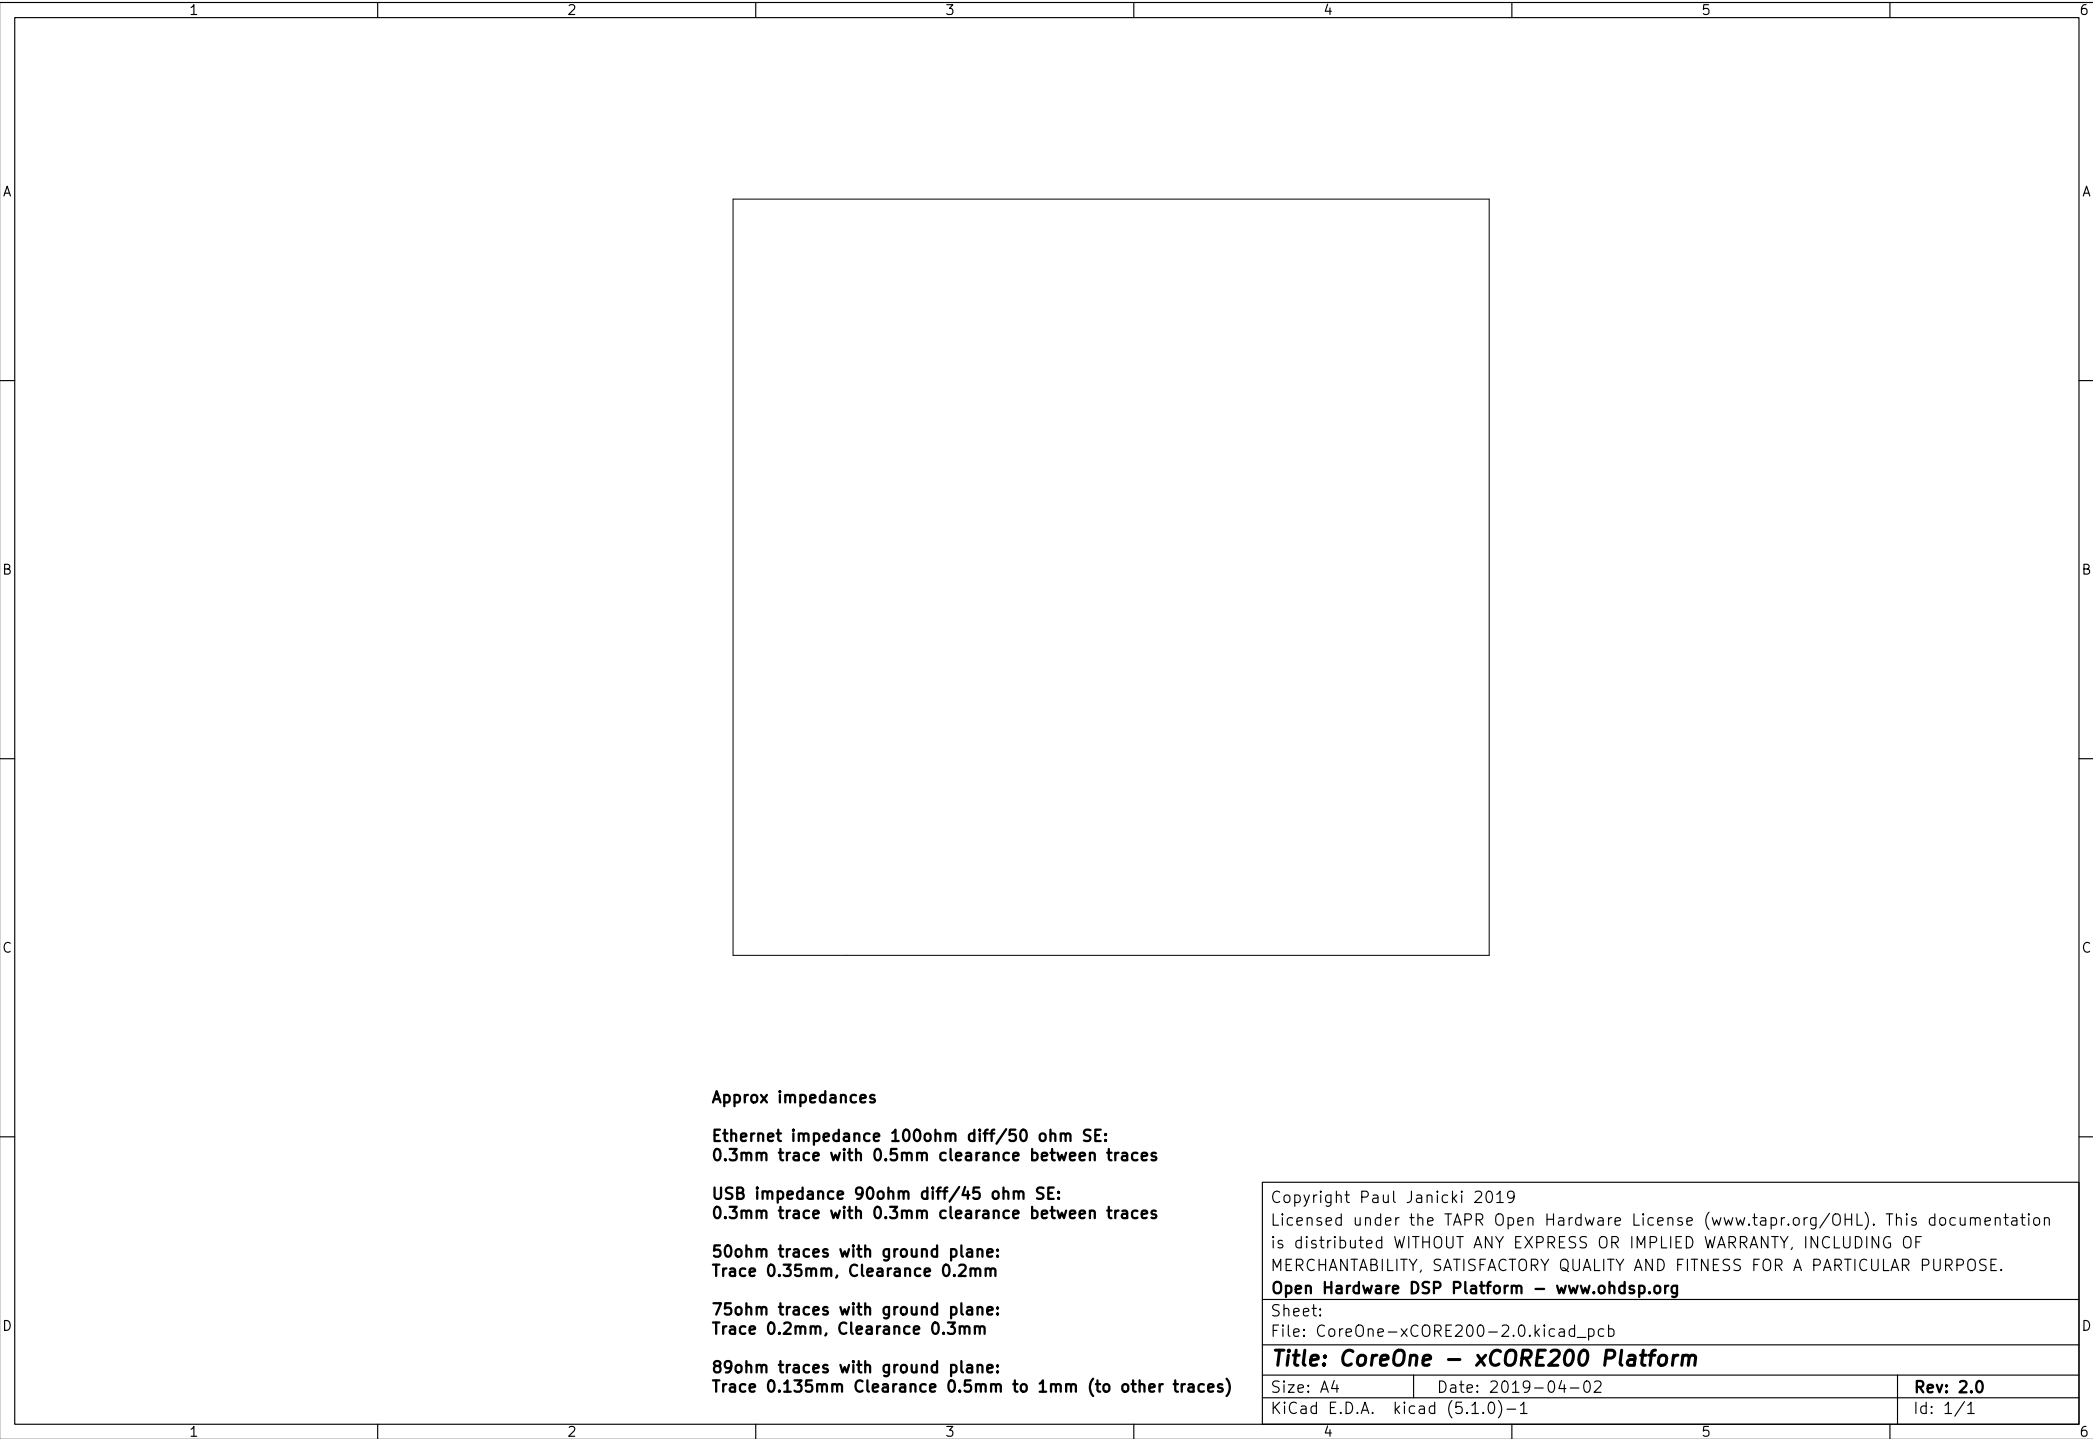 1 2 3 4 5 6
A A
B B
C C
D D
Approx impedances
Ethernet impedance 100ohm diff/50 ohm SE:
0.3mm trace with 0.5mm clearance between traces
USB impedance 90ohm diff/45 ohm SE:
0.3mm trace with 0.3mm clearance between traces
50ohm traces with ground plane:
Trace 0.35mm, Clearance 0.2mm
75ohm traces with ground plane:
Trace 0.2mm, Clearance 0.3mm
89ohm traces with ground plane:
Trace 0.135mm Clearance 0.5mm to 1mm (to other traces)
Copyright Paul Janicki 2019
Licensed under the TAPR Open Hardware License (www.tapr.org/OHL). This documentation
is distributed WITHOUT ANY EXPRESS OR IMPLIED WARRANTY, INCLUDING OF
MERCHANTABILITY, SATISFACTORY QUALITY AND FITNESS FOR A PARTICULAR PURPOSE.
Open Hardware DSP Platform – www.ohdsp.org
Sheet:
File: CoreOne–xCORE200–2.0.kicad_pcb
Title: CoreOne – xCORE200 Platform
Size: A4 Date: 2019–04–02 Rev: 2.0
KiCad E.D.A. kicad (5.1.0)–1 Id: 1/1
1 2 3 4 5 6